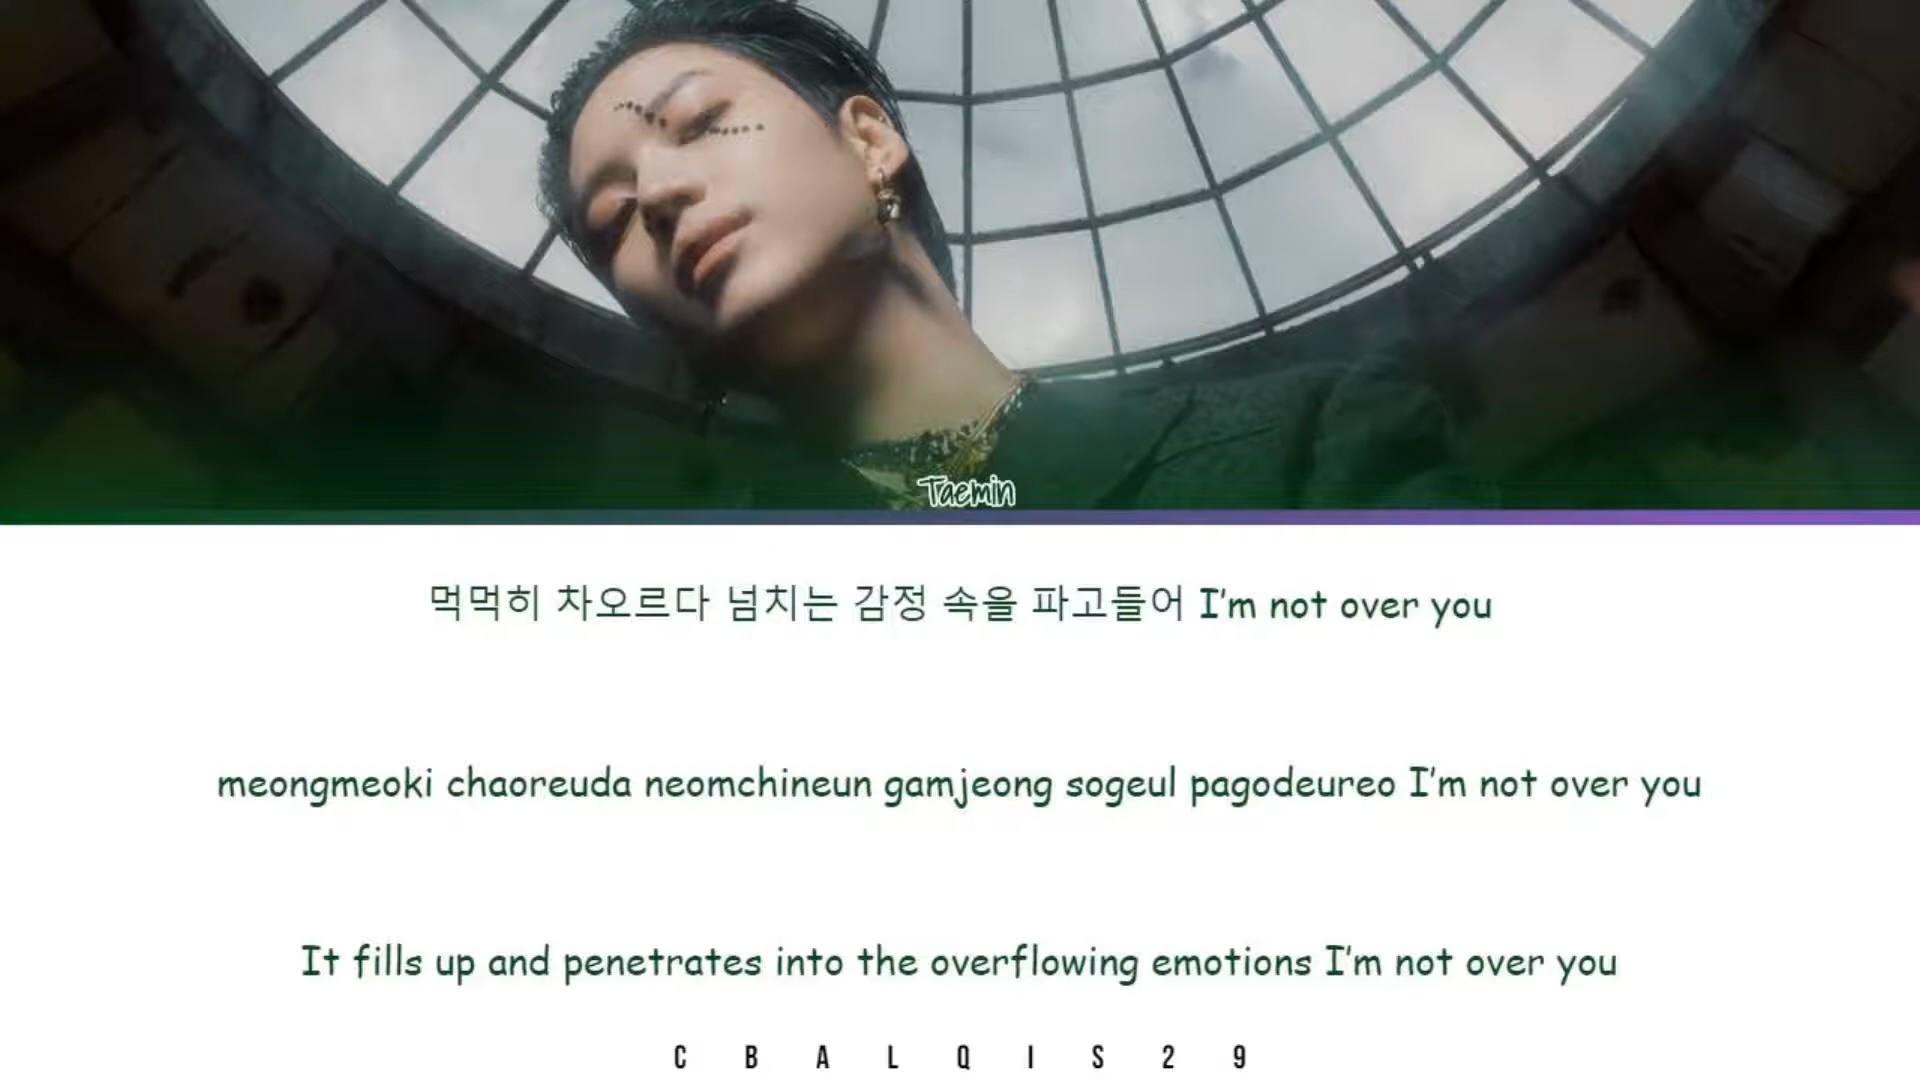 Taemin
먹먹히 차오르다 넘치는 감정 속을 파고들어 I'm not over you
meongmeoki chaoreuda neomchineun gamjeong sogeul pagodeureo I'm not over you
It fills up and penetrates into the overflowing emotions I'm not over you
CBALQIS29